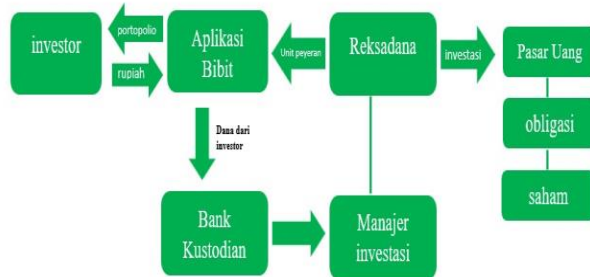 investor
portopolio
rupiah
Aplikasi
Bibit
Unit peyeran
Reksadana
investasi
Pasar Uang
obligasi
saham
Dana dari
investor
Bank
Kustodian
Manajer
investasi